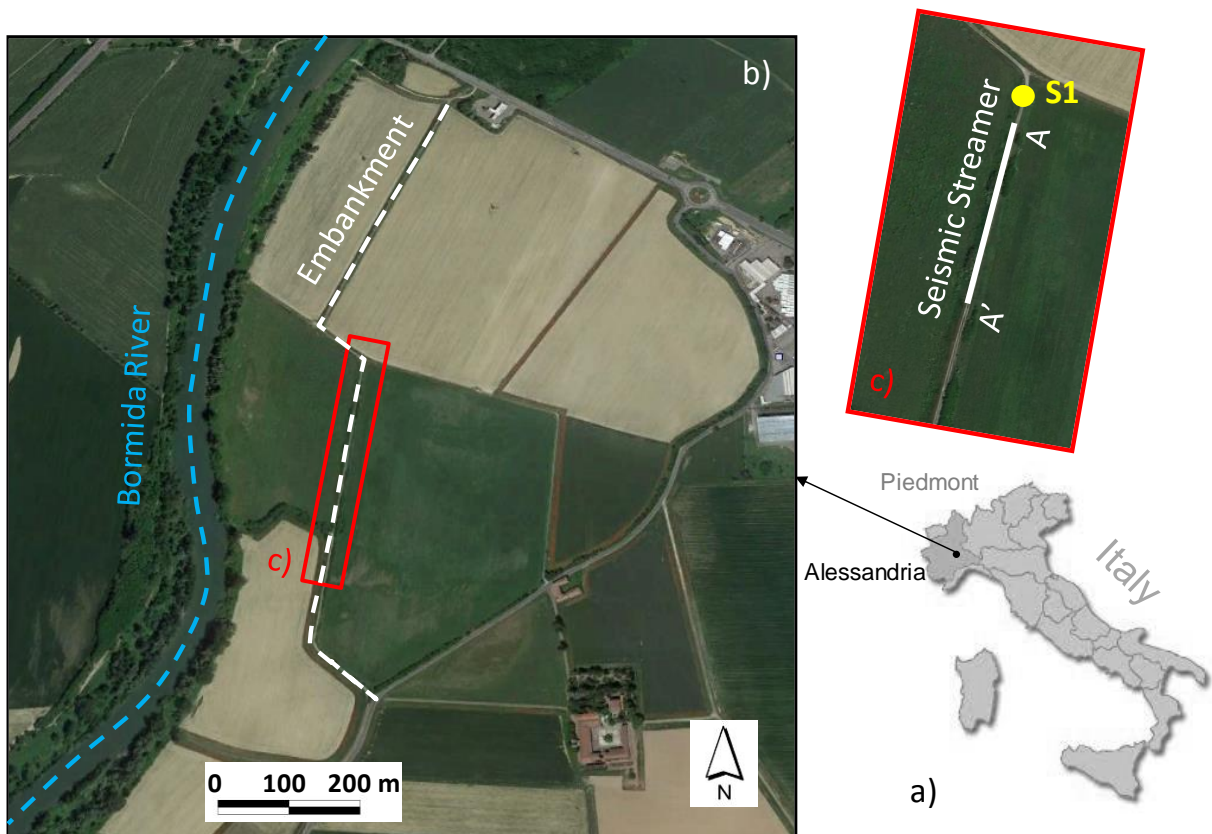 b)
Embankment
Bormida River
c)
0 100 200 m
N
S1
A
Seismic Streamer
A’
c)
Piedmont
Alessandria
Italy
a)